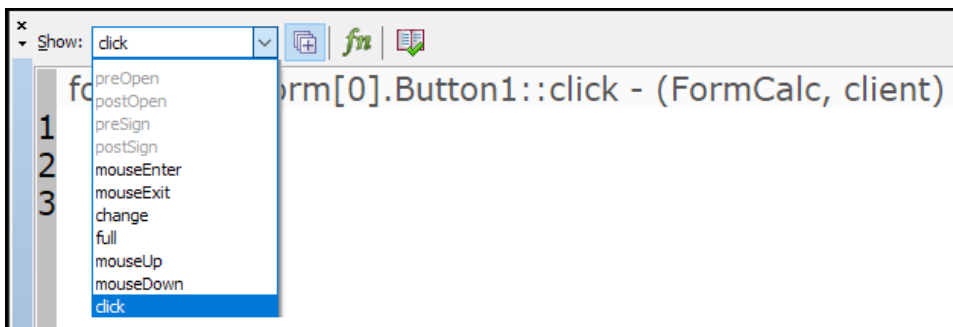 Show: click
fn
preOpen
fo rm[0].Button1::click - (FormCalc, client)
postOpen
preSign
1
postSign
2
mouseEnter
mouseExit
3
change
full
mouseUp
mouseDown
click